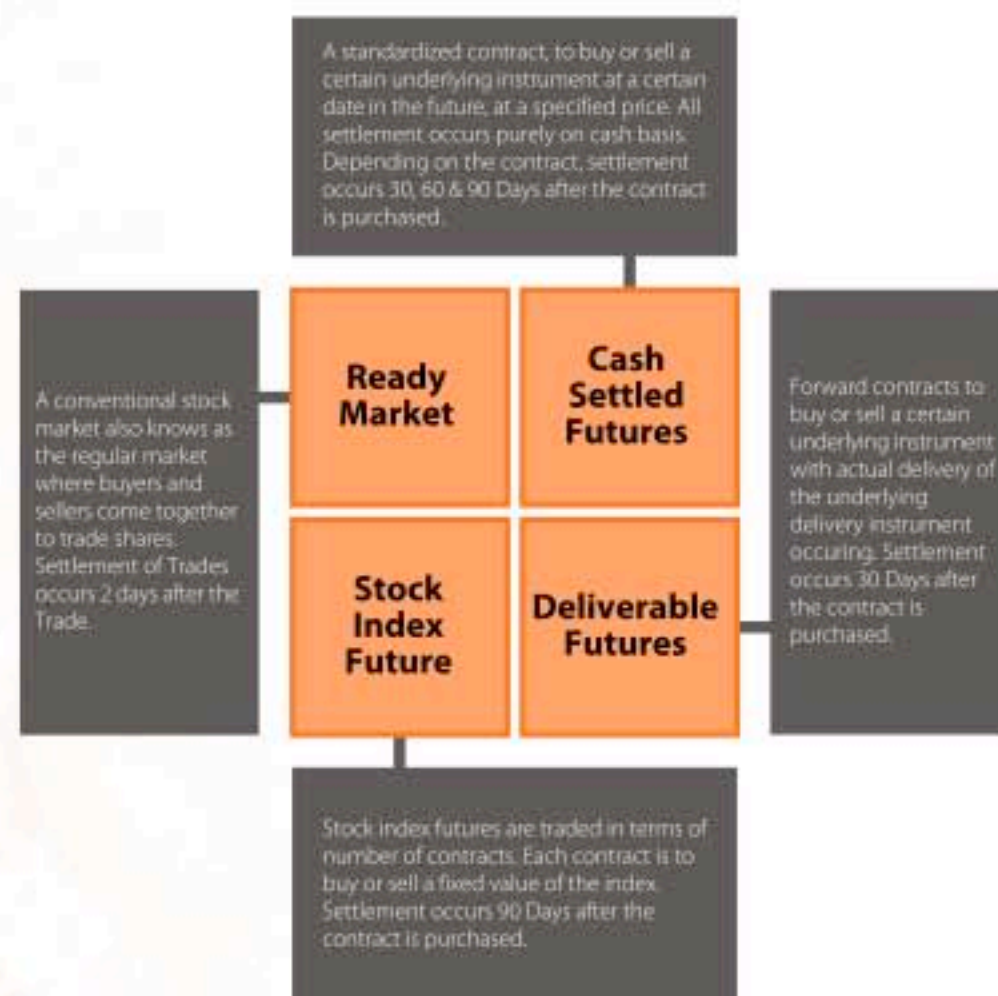 A standardized contract, to buy or sell a
certain underlying instrument at a certain
date in the future, at a specified price. All
settlement occurs purely on cash basis.
Depending on the contract, settlement
occurs 30, 60 & 90 Days after the contract
is purchased.
A conventional stock
market also knows as
the regular market
where buyers and
sellers come together
to trade shares.
Settlement of Trades
occurs 2 days after the
Trade.
Ready
Market
Cash
Settled
Futures
Stock
Index
Future
Deliverable
Futures
Forward contracts to
buy or sell a certain
underlying instrument
with actual delivery of
the underlying
delivery instrument
occuring. Settlement
occurs 30 Days after
the contract is
purchased.
Stock index futures are traded in terms of
number of contracts. Each contract is to
buy or sell a fixed value of the index.
Settlement occurs 90 Days after the
contract is purchased.